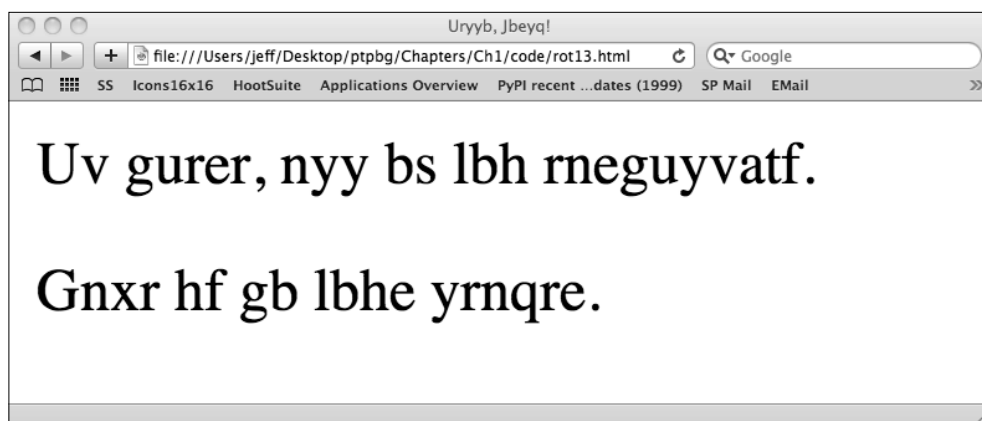 Uryyb, Jbeyq!
file:///Users/jeff/Desktop/ptpbg/Chapters/Ch1/code/rot13.html Google
SS Icons16x16 HootSuite Applications Overview PyPI recent ...dates (1999) SP Mail EMail
Uv gurer, nyy bs lbh rneguyvatf.
Gnxr hf gb lbhe yrnqre.